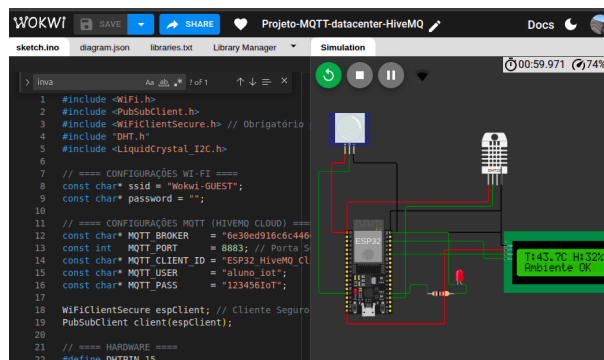 WOKWI SAVE SHARE Projeto-MQTT-datacenter-HiveMQ Docs
sketch.ino diagram.json libraries.txt Library Manager Simulation
inva Aa ab ? of 1
00:59.971 74%
1 #include <WiFi.h>
2 #include <PubSubClient.h>
3 #include <WiFiClientSecure.h> // Obrigatório
4 #include "DHT.h"
5 #include <LiquidCrystal_I2C.h>
6
7 // ==== CONFIGURAÇÕES WI-FI ====
8 const char* ssid = "Wokwi-GUEST";
9 const char* password = "";
10
11 // ==== CONFIGURAÇÕES MQTT (HIVEMQ CLOUD) ====
12 const char* MQTT_BROKER = "6e30ed916c6c446
13 const int MQTT_PORT = 8883; // Porta S
14 const char* MQTT_CLIENT_ID = "ESP32_HiveMQ_Cl
15 const char* MQTT_USER = "aluno_iot";
16 const char* MQTT_PASS = "123456IoT";
17
18 WiFiClientSecure espClient; // Cliente Seguro
19 PubSubClient client(espClient);
20
21 // ==== HARDWARE ====
22 #define DHTPIN 15
DHT22
ESP32
T:43.7C H:32%
Ambiente OK